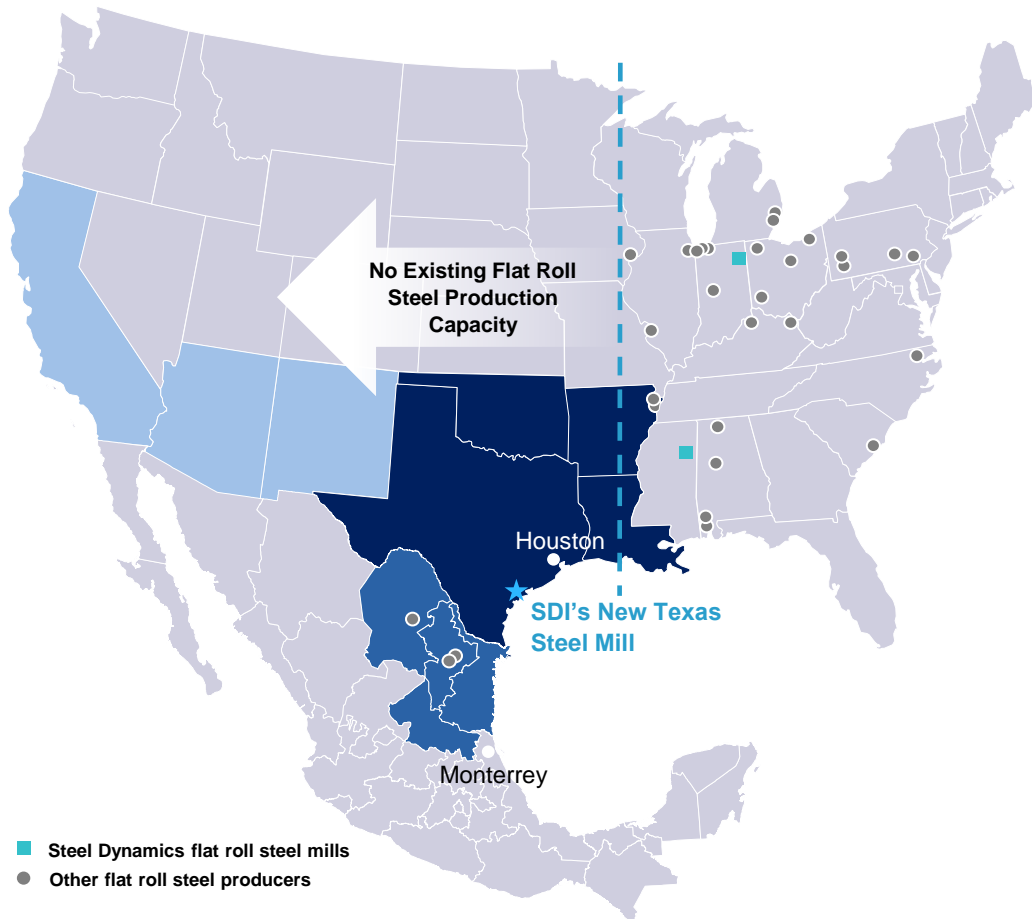 No Existing Flat Roll
Steel Production
Capacity
Houston
SDI's New Texas
Steel Mill
Monterrey
Steel Dynamics flat roll steel mills
Other flat roll steel producers